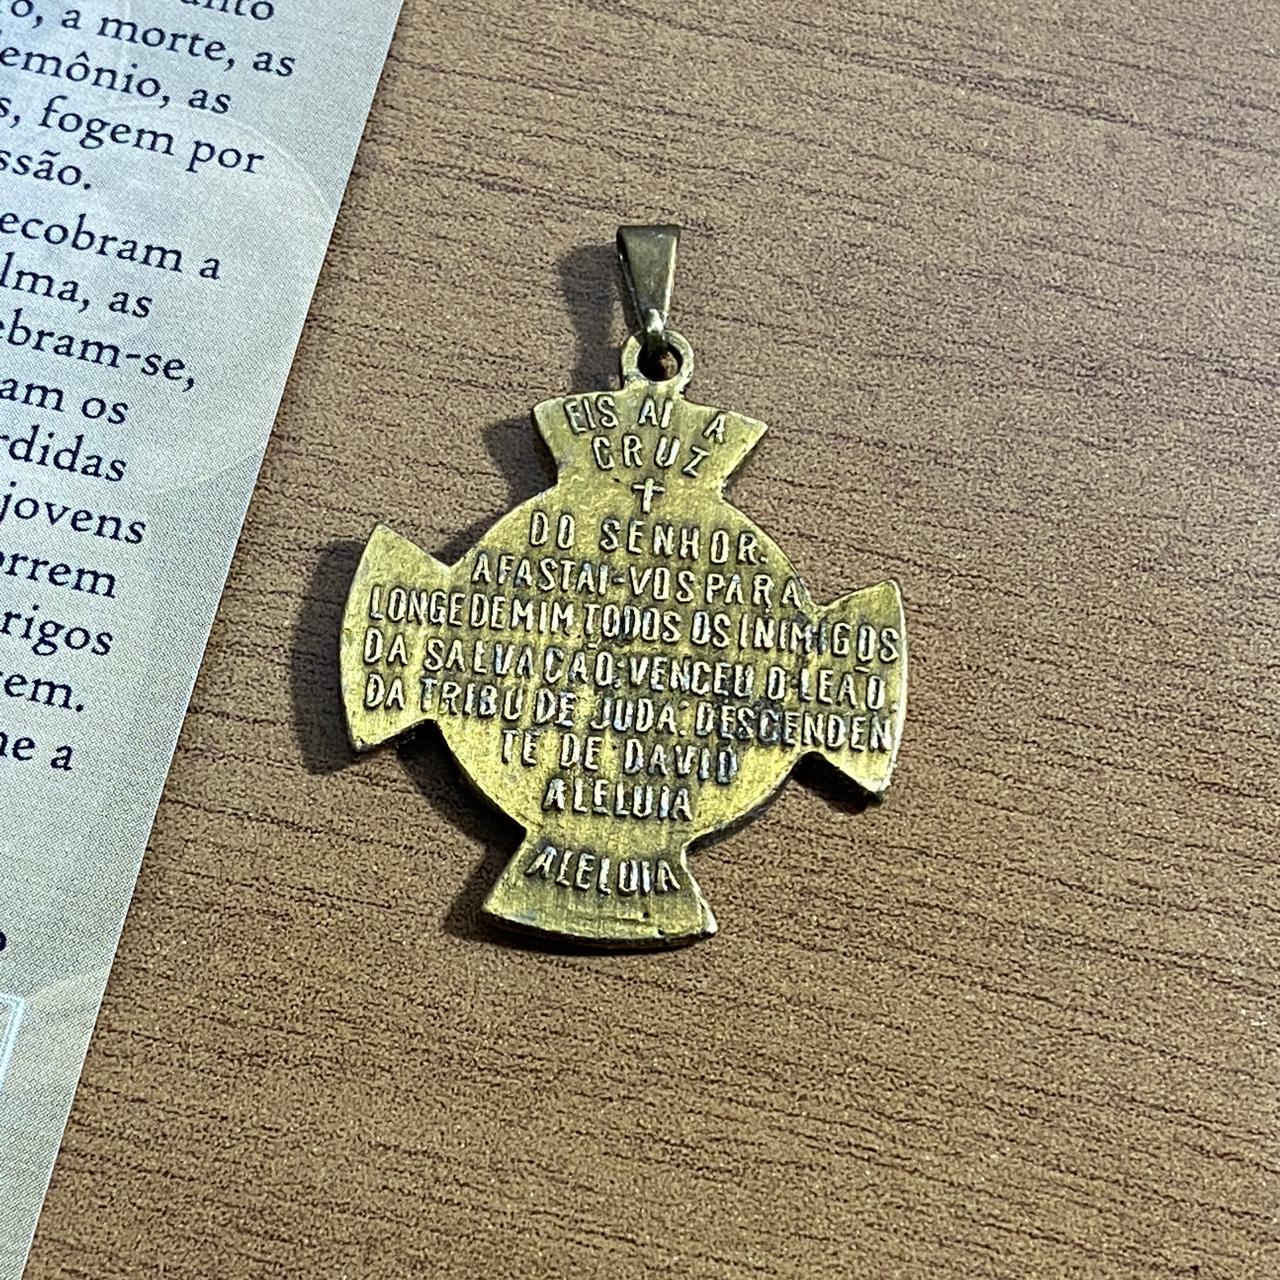 a morte, as
emônio, as
s, fogem por
ssão.
ecobram a
lma, as
ebram-se,
am os
rdidas
jovens
orrem
rigos
rem.
ne a
EIS AI A
CRUZ
DO SENHOR.
AFASTAI-VOS PARA
LONGE DE MIM TODOS OS INIMIGOS
DA SALVAÇÃO: VENCEU O LEÃO
DA TRIBU DE JUDA: DESCENDEN
TE DE DAVID
ALELUIA
ALELUIA